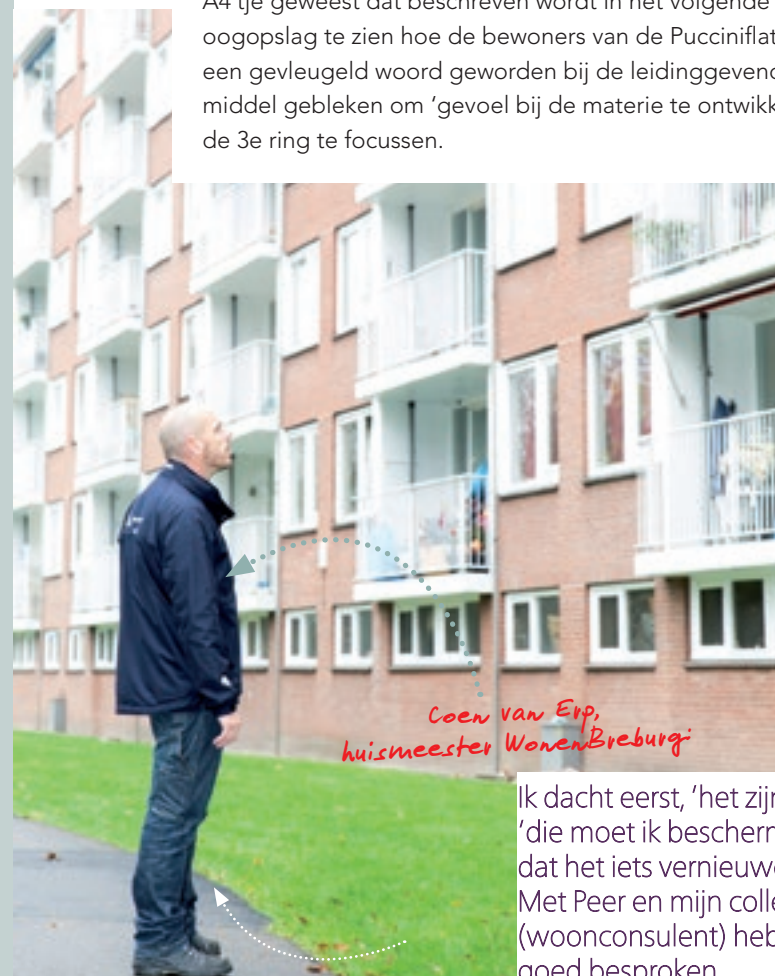 A4'tje geweest dat beschreven wordt in het volgende
oogopslag te zien hoe de bewoners van de Pucciniflat
een gevleugeld woord geworden bij de leidinggevend
middel gebleken om ‘gevoel bij de materie te ontwikk
de 3e ring te focussen.
Coen van Erp,
huismeester WonenBreburg:
Ik dacht eerst, ‘het zijn
‘die moet ik bescherm
dat het iets vernieuwe
Met Peer en mijn colle
(woonconsulent) heb
goed besproken